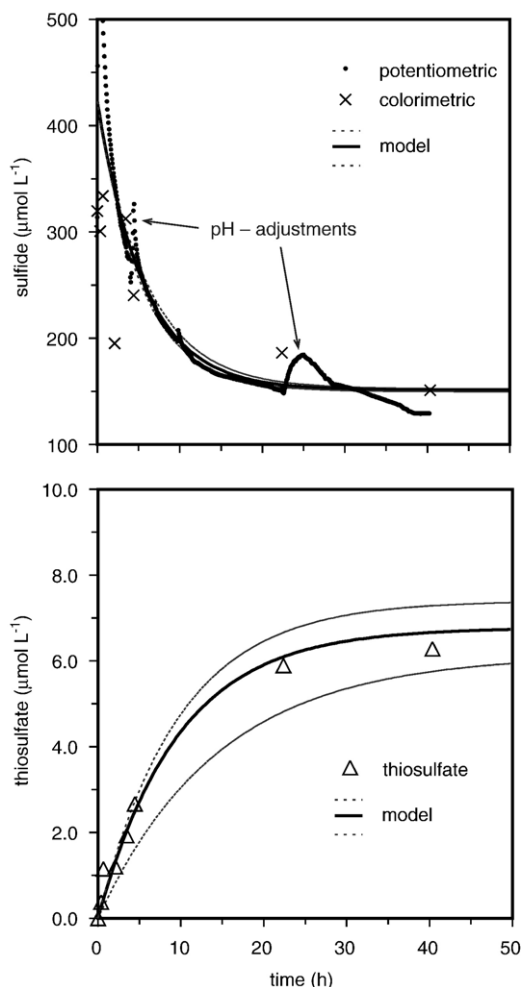 500
400
300
200
100
sulfide (μmol L⁻¹)
potentiometric
colorimetric
model
pH – adjustments
10.0
8.0
6.0
4.0
2.0
0.0
thiosulfate (μmol L⁻¹)
thiosulfate
model
0 10 20 30 40 50
time (h)